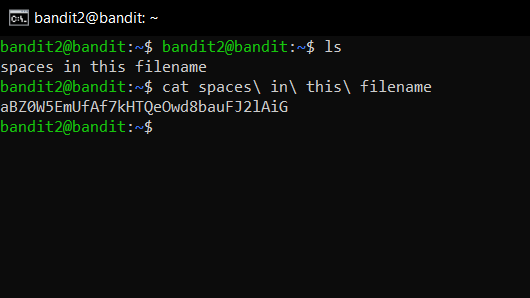 bandit2@bandit: ~
bandit2@bandit:~$ bandit2@bandit:~$ ls
spaces in this filename
bandit2@bandit:~$ cat spaces\ in\ this\ filename
aBZ0W5EmUfAf7kHTQeOwd8bauFJ2lAiG
bandit2@bandit:~$